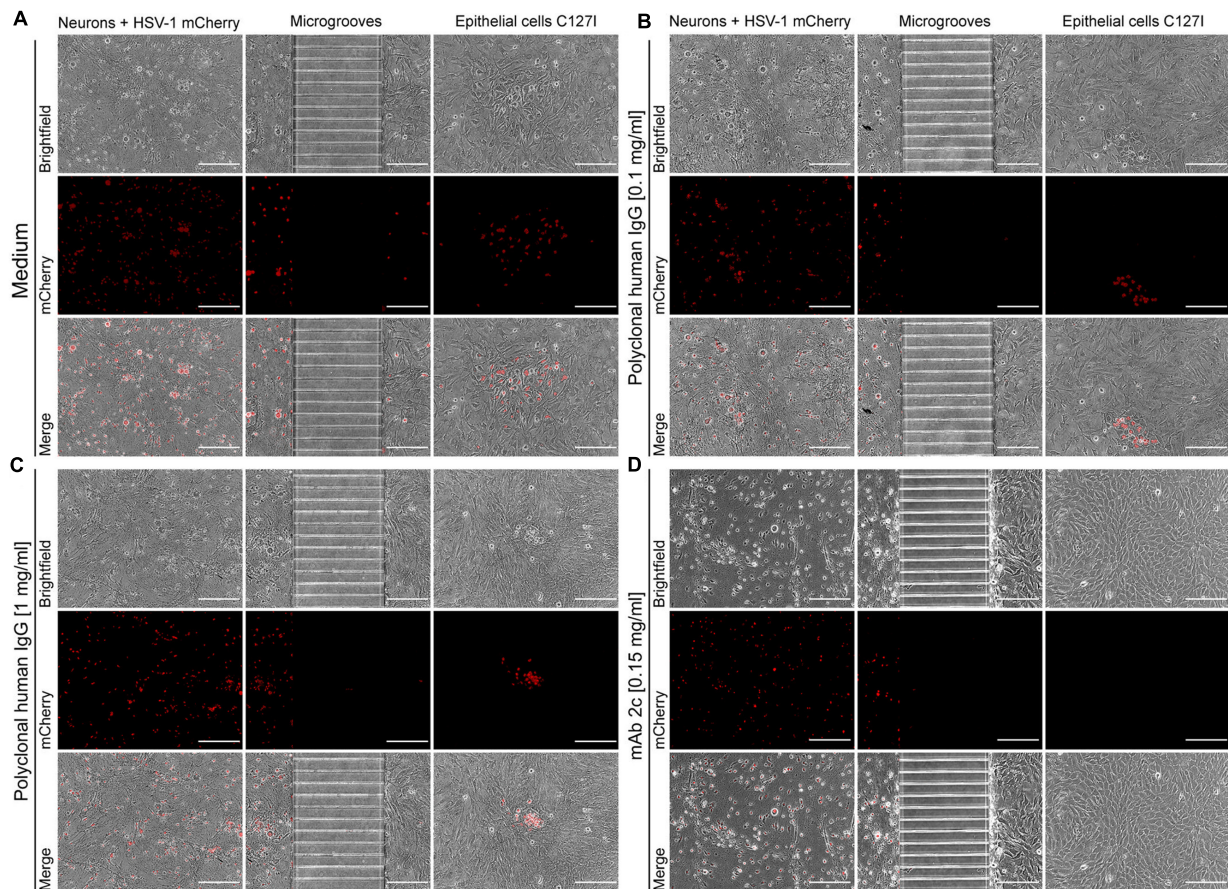 A
Neurons + HSV-1 mCherry
Microgrooves
Epithelial cells C127I
Medium
Brightfield
mCherry
Merge
B
Neurons + HSV-1 mCherry
Microgrooves
Epithelial cells C127I
Polyclonal human IgG [0.1 mg/ml]
Brightfield
mCherry
Merge
C
Polyclonal human IgG [1 mg/ml]
Brightfield
mCherry
Merge
D
mAb 2c [0.15 mg/ml]
Brightfield
mCherry
Merge